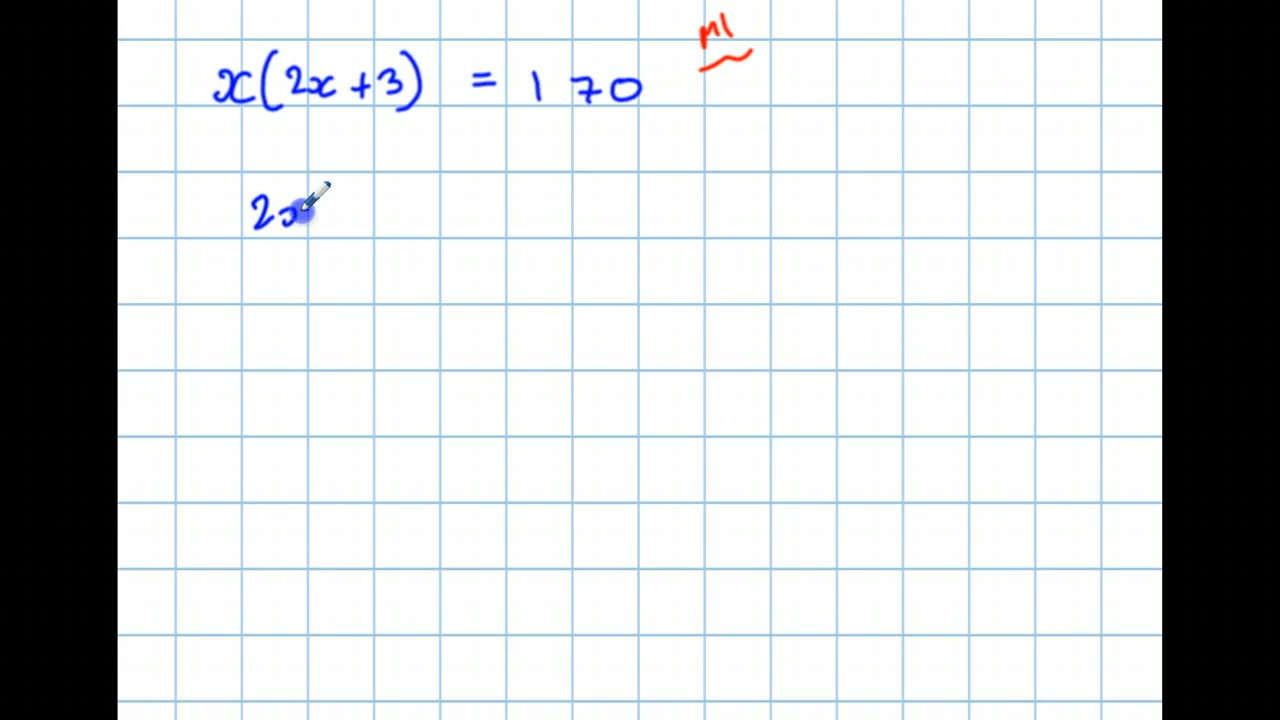 x(2x+3) = 170 M1
2x